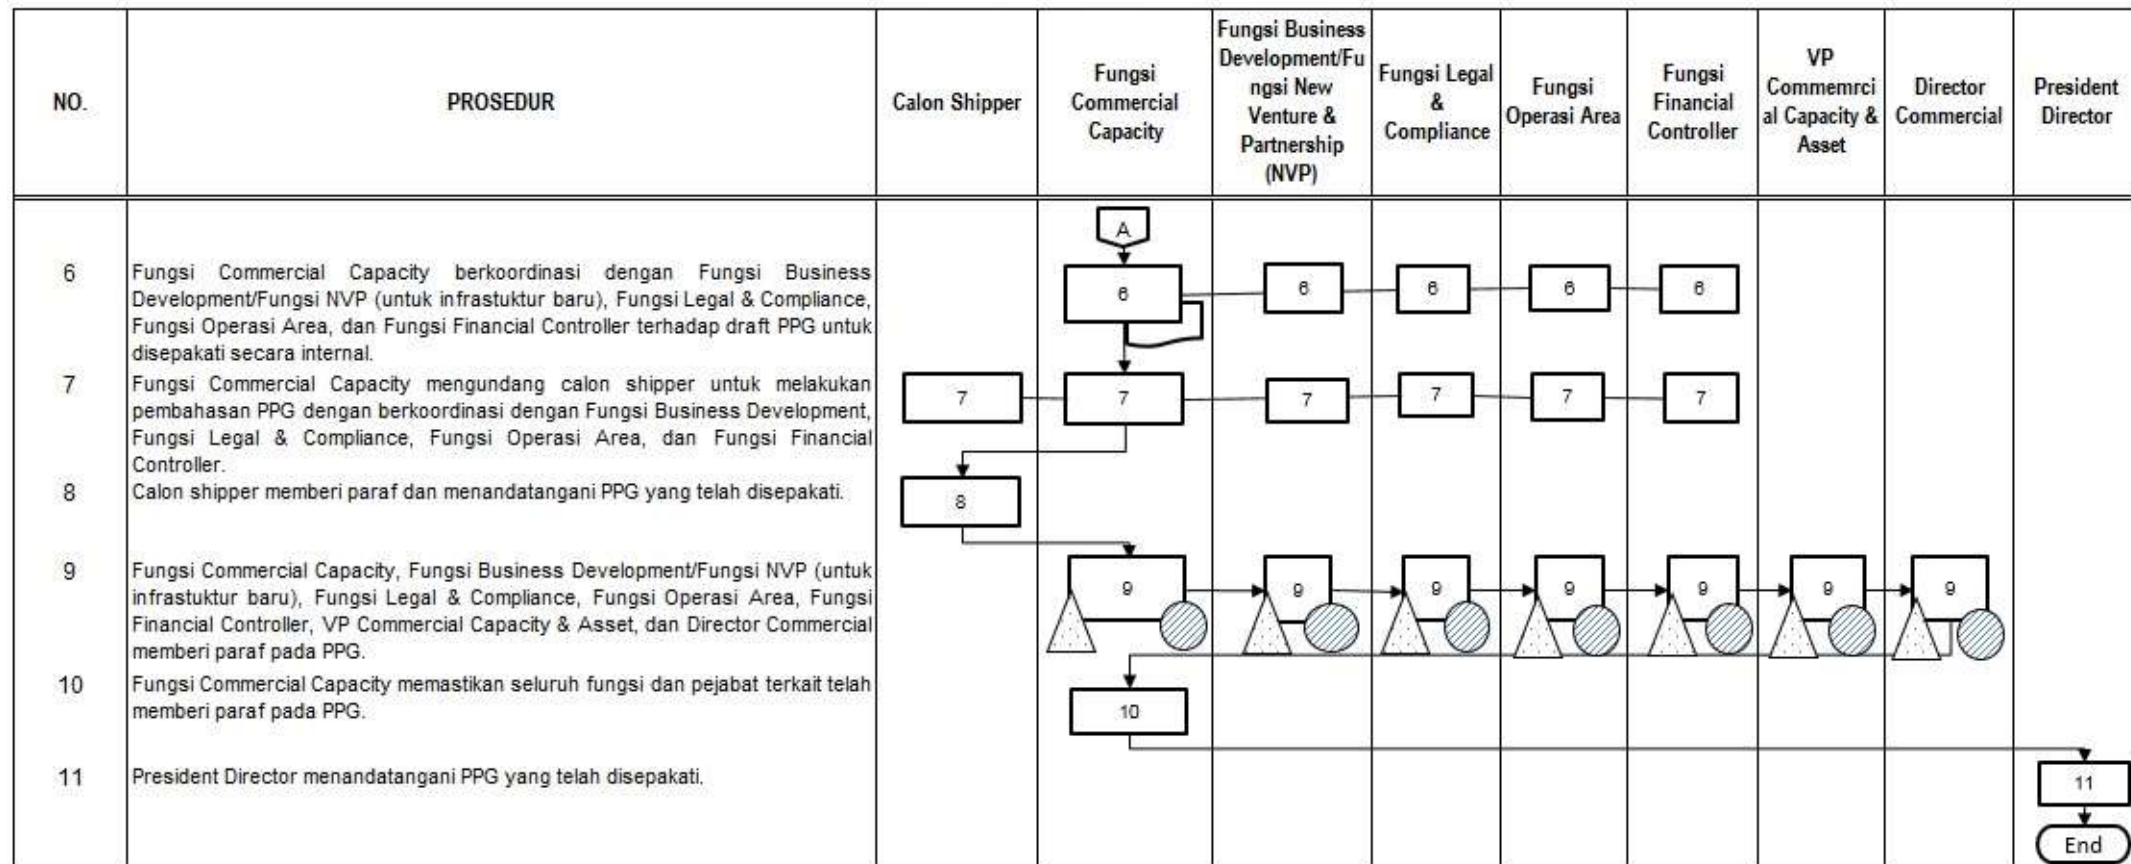 NO.
PROSEDUR
Calon Shipper
Fungsi
Commercial
Capacity
Fungsi Business
Development/Fu
ngsi New
Venture &
Partnership
(NVP)
Fungsi Legal
&
Compliance
Fungsi
Operasi Area
Fungsi
Financial
Controller
VP
Commemrci
al Capacity &
Asset
Director
Commercial
President
Director
A
6
Fungsi Commercial Capacity berkoordinasi dengan Fungsi Business
Development/Fungsi NVP (untuk infrastuktur baru), Fungsi Legal & Compliance,
Fungsi Operasi Area, dan Fungsi Financial Controller terhadap draft PPG untuk
disepakati secara internal.
6 6 6 6 6
7
Fungsi Commercial Capacity mengundang calon shipper untuk melakukan
pembahasan PPG dengan berkoordinasi dengan Fungsi Business Development,
Fungsi Legal & Compliance, Fungsi Operasi Area, dan Fungsi Financial
Controller.
7 7 7 7 7 7
8
Calon shipper memberi paraf dan menandatangani PPG yang telah disepakati.
8
9
Fungsi Commercial Capacity, Fungsi Business Development/Fungsi NVP (untuk
infrastuktur baru), Fungsi Legal & Compliance, Fungsi Operasi Area, Fungsi
Financial Controller, VP Commercial Capacity & Asset, dan Director Commercial
memberi paraf pada PPG.
9 9 9 9 9 9 9
10
Fungsi Commercial Capacity memastikan seluruh fungsi dan pejabat terkait telah
memberi paraf pada PPG.
10
11
President Director menandatangani PPG yang telah disepakati.
11
End